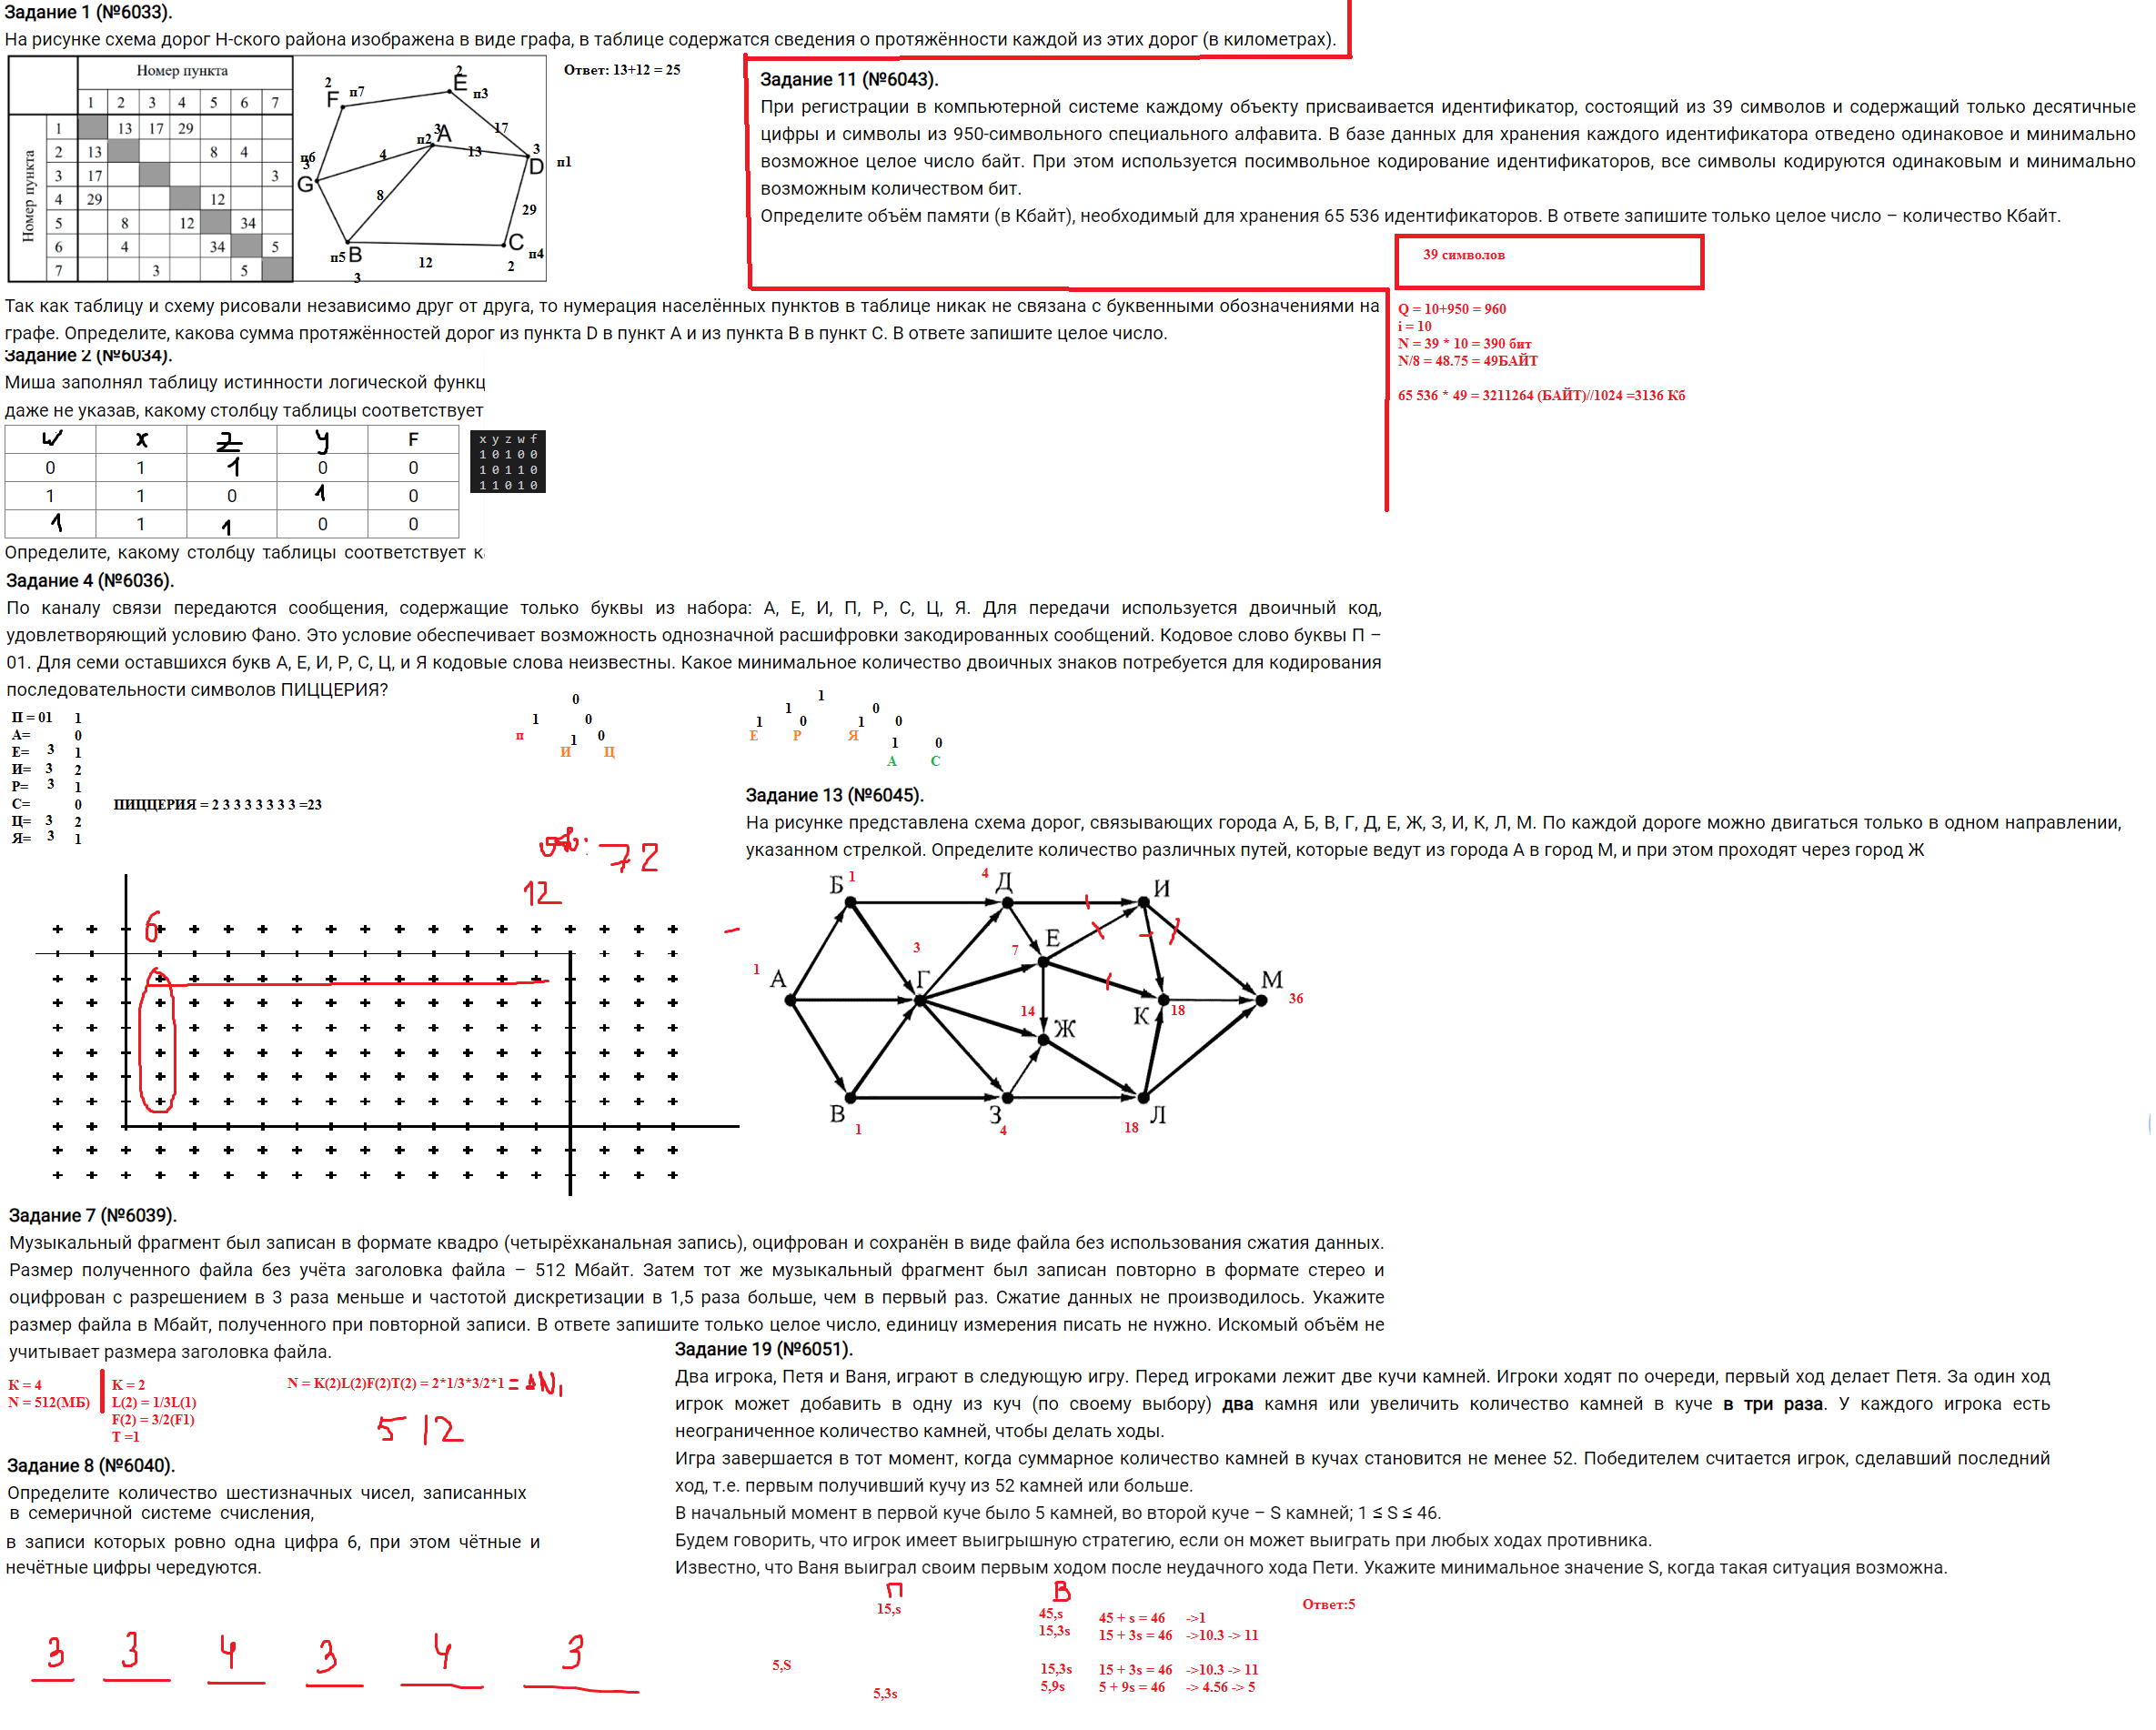 Задание 1 (№6033).
На рисунке схема дорог Н-ского района изображена в виде графа, в таблице содержатся сведения о протяжённости каждой из этих дорог (в километрах).
Номер пункта
1 2 3 4 5 6 7
Номер пункта
1 13 17 29
2 13 8 4
3 17 3
4 29 12
5 8 12 34
6 4 34 5
7 3 5
2
F п7
2
E п3
17
3
п2 A
4
13
3
D п1
п6
3
G
8
29
п5 B
3
12
C п4
2
Ответ: 13+12 = 25
Так как таблицу и схему рисовали независимо друг от друга, то нумерация населённых пунктов в таблице никак не связана с буквенными обозначениями на
графе. Определите, какова сумма протяжённостей дорог из пункта D в пункт А и из пункта В в пункт С. В ответе запишите целое число.
Задание 11 (№6043).
При регистрации в компьютерной системе каждому объекту присваивается идентификатор, состоящий из 39 символов и содержащий только десятичные
цифры и символы из 950-символьного специального алфавита. В базе данных для хранения каждого идентификатора отведено одинаковое и минимально
возможное целое число байт. При этом используется посимвольное кодирование идентификаторов, все символы кодируются одинаковым и минимально
возможным количеством бит.
Определите объём памяти (в Кбайт), необходимый для хранения 65 536 идентификаторов. В ответе запишите только целое число – количество Кбайт.
39 символов
Q = 10+950 = 960
i = 10
N = 39 * 10 = 390 бит
N/8 = 48.75 = 49БАЙТ
65 536 * 49 = 3211264 (БАЙТ)//1024 =3136 Кб
Задание 2 (№6034).
Миша заполнял таблицу истинности логической функц
даже не указав, какому столбцу таблицы соответствует
w x z y F
0 1 1 0 0
1 1 0 1 0
1 1 1 0 0
x y z w f
1 0 1 0 0
1 0 1 1 0
1 1 0 1 0
Определите, какому столбцу таблицы соответствует к
Задание 4 (№6036).
По каналу связи передаются сообщения, содержащие только буквы из набора: А, Е, И, П, Р, С, Ц, Я. Для передачи используется двоичный код,
удовлетворяющий условию Фано. Это условие обеспечивает возможность однозначной расшифровки закодированных сообщений. Кодовое слово буквы П –
01. Для семи оставшихся букв А, Е, И, Р, С, Ц, и Я кодовые слова неизвестны. Какое минимальное количество двоичных знаков потребуется для кодирования
последовательности символов ПИЦЦЕРИЯ?
П = 01 1
А= 0
Е= 3 1
И= 3 2
Р= 3 1
С= 0
Ц= 3 2
Я= 3 1
ПИЦЦЕРИЯ = 2 3 3 3 3 3 3 3 =23
0
1 0
п 1 0
И Ц
1
1 0
1 0 1 0
Е Р Я
1 0
А С
72
12
6
Задание 13 (№6045).
На рисунке представлена схема дорог, связывающих города А, Б, В, Г, Д, Е, Ж, З, И, К, Л, М. По каждой дороге можно двигаться только в одном направлении,
указанном стрелкой. Определите количество различных путей, которые ведут из города А в город М, и при этом проходят через город Ж
Б 1
4 Д
И
3
7 Е
1
А
Г
М 36
14
Ж
К 18
В 1
З 4
18 Л
Задание 7 (№6039).
Музыкальный фрагмент был записан в формате квадро (четырёхканальная запись), оцифрован и сохранён в виде файла без использования сжатия данных.
Размер полученного файла без учёта заголовка файла – 512 Мбайт. Затем тот же музыкальный фрагмент был записан повторно в формате стерео и
оцифрован с разрешением в 3 раза меньше и частотой дискретизации в 1,5 раза больше, чем в первый раз. Сжатие данных не производилось. Укажите
размер файла в Мбайт, полученного при повторной записи. В ответе запишите только целое число, единицу измерения писать не нужно. Искомый объём не
учитывает размера заголовка файла.
K = 4
N = 512(МБ)
K = 2
L(2) = 1/3L(1)
F(2) = 3/2(F1)
T =1
N = K(2)L(2)F(2)T(2) = 2*1/3*3/2*1 = N1
512
Задание 8 (№6040).
Определите количество шестизначных чисел, записанных
в семеричной системе счисления,
в записи которых ровно одна цифра 6, при этом чётные и
нечётные цифры чередуются.
3 3 4 3 4 3
Задание 19 (№6051).
Два игрока, Петя и Ваня, играют в следующую игру. Перед игроками лежит две кучи камней. Игроки ходят по очереди, первый ход делает Петя. За один ход
игрок может добавить в одну из куч (по своему выбору) два камня или увеличить количество камней в куче в три раза. У каждого игрока есть
неограниченное количество камней, чтобы делать ходы.
Игра завершается в тот момент, когда суммарное количество камней в кучах становится не менее 52. Победителем считается игрок, сделавший последний
ход, т.е. первым получивший кучу из 52 камней или больше.
В начальный момент в первой куче было 5 камней, во второй куче – S камней; 1 ≤ S ≤ 46.
Будем говорить, что игрок имеет выигрышную стратегию, если он может выиграть при любых ходах противника.
Известно, что Ваня выиграл своим первым ходом после неудачного хода Пети. Укажите минимальное значение S, когда такая ситуация возможна.
П В
15,s
45,s 45 + s = 46 ->1
15,3s 15 + 3s = 46 ->10.3 -> 11
Ответ:5
5,S
15,3s 15 + 3s = 46 ->10.3 -> 11
5,3s
5,9s 5 + 9s = 46 -> 4.56 -> 5